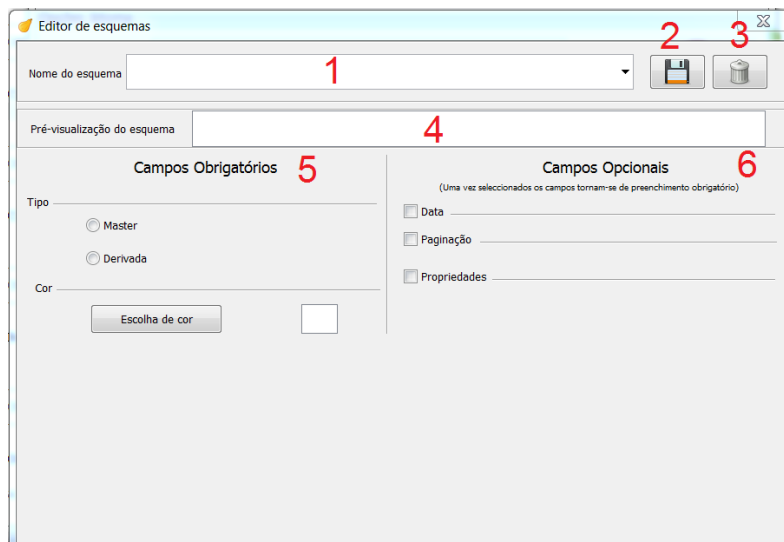 Editor de esquemas
2 3
Nome do esquema 1
Pré-visualização do esquema 4
Campos Obrigatórios 5
Tipo
Master
Derivada
Cor
Escolha de cor
Campos Opcionais 6
(Uma vez seleccionados os campos tornam-se de preenchimento obrigatório)
Data
Paginação
Propriedades